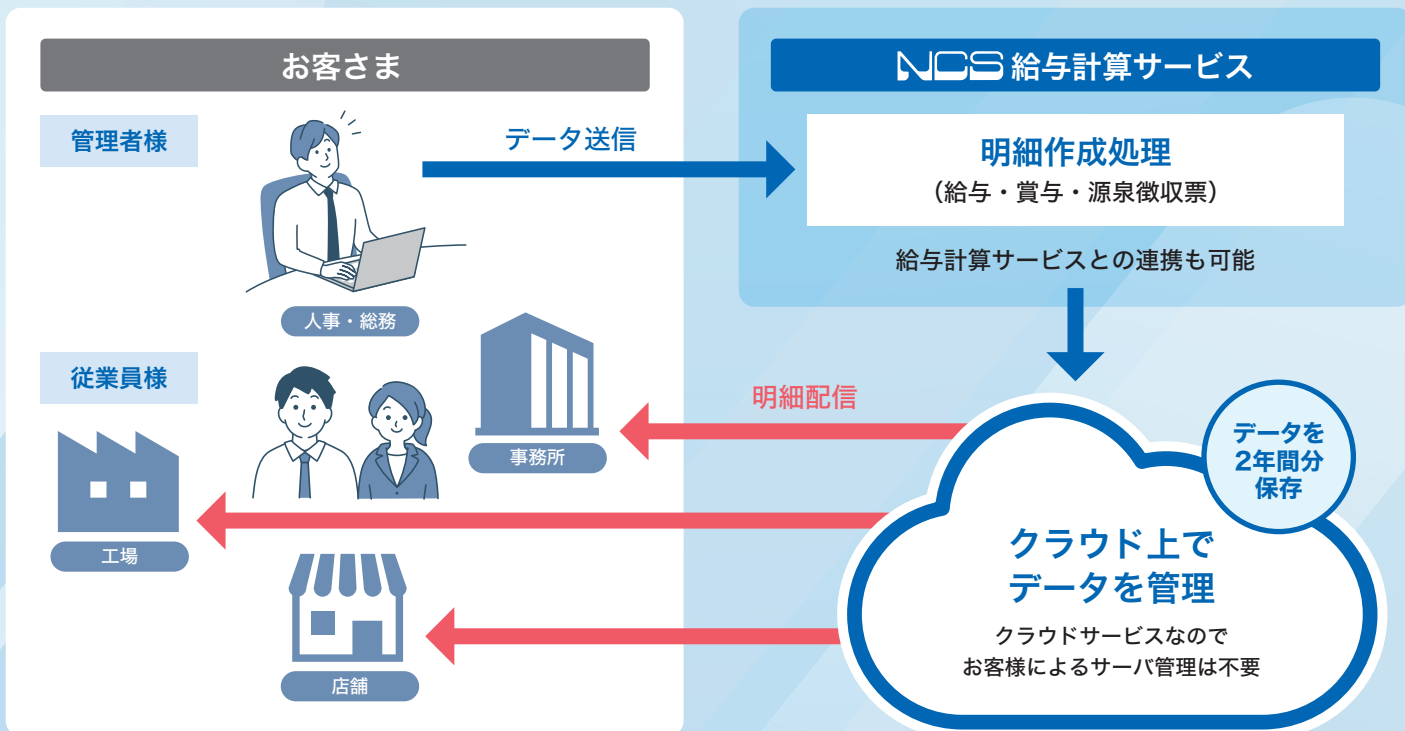 お客さま
管理者様
人事・総務
データ送信
NCS 給与計算サービス
明細作成処理
（給与・賞与・源泉徴収票）
給与計算サービスとの連携も可能
従業員様
事務所
工場
店舗
明細配信
データを
2年間分
保存
クラウド上で
データを管理
クラウドサービスなので
お客様によるサーバ管理は不要